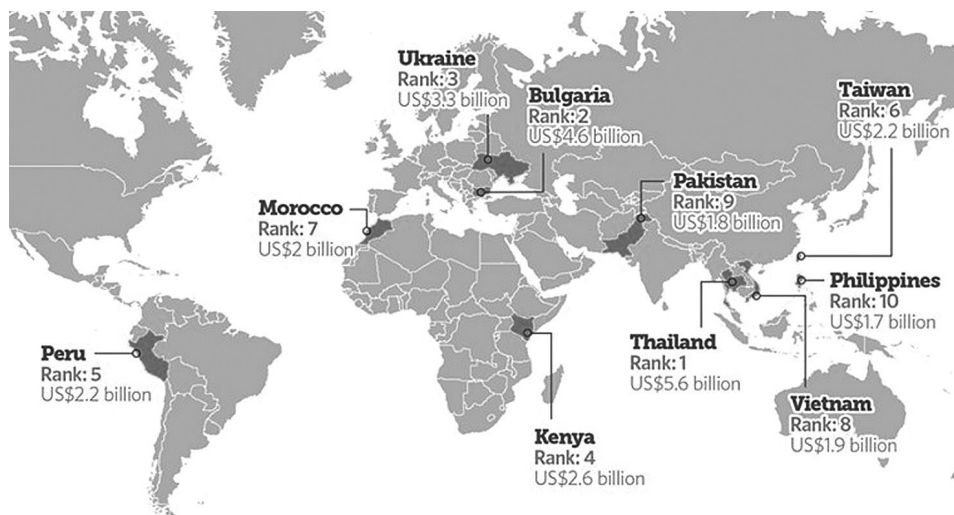 Ukraine
Rank: 3
US$3.3 billion
Bulgaria
Rank: 2
US$4.6 billion
Taiwan
Rank: 6
US$2.2 billion
Morocco
Rank: 7
US$2 billion
Pakistan
Rank: 9
US$1.8 billion
Philippines
Rank: 10
US$1.7 billion
Peru
Rank: 5
US$2.2 billion
Thailand
Rank: 1
US$5.6 billion
Vietnam
Rank: 8
US$1.9 billion
Kenya
Rank: 4
US$2.6 billion